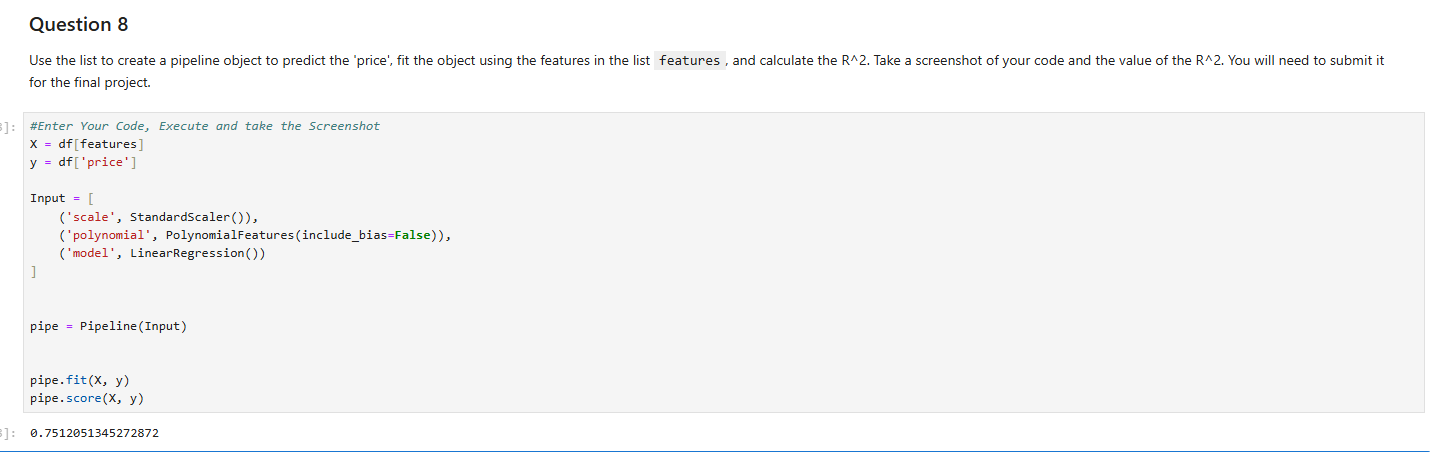 Question 8
Use the list to create a pipeline object to predict the 'price', fit the object using the features in the list features , and calculate the R^2. Take a screenshot of your code and the value of the R^2. You will need to submit it
for the final project.
]:
#Enter Your Code, Execute and take the Screenshot
X = df[features]
y = df['price']
Input = [
('scale', StandardScaler()),
('polynomial', PolynomialFeatures(include_bias=False)),
('model', LinearRegression())
]
pipe = Pipeline(Input)
pipe.fit(X, y)
pipe.score(X, y)
]:
0.7512051345272872